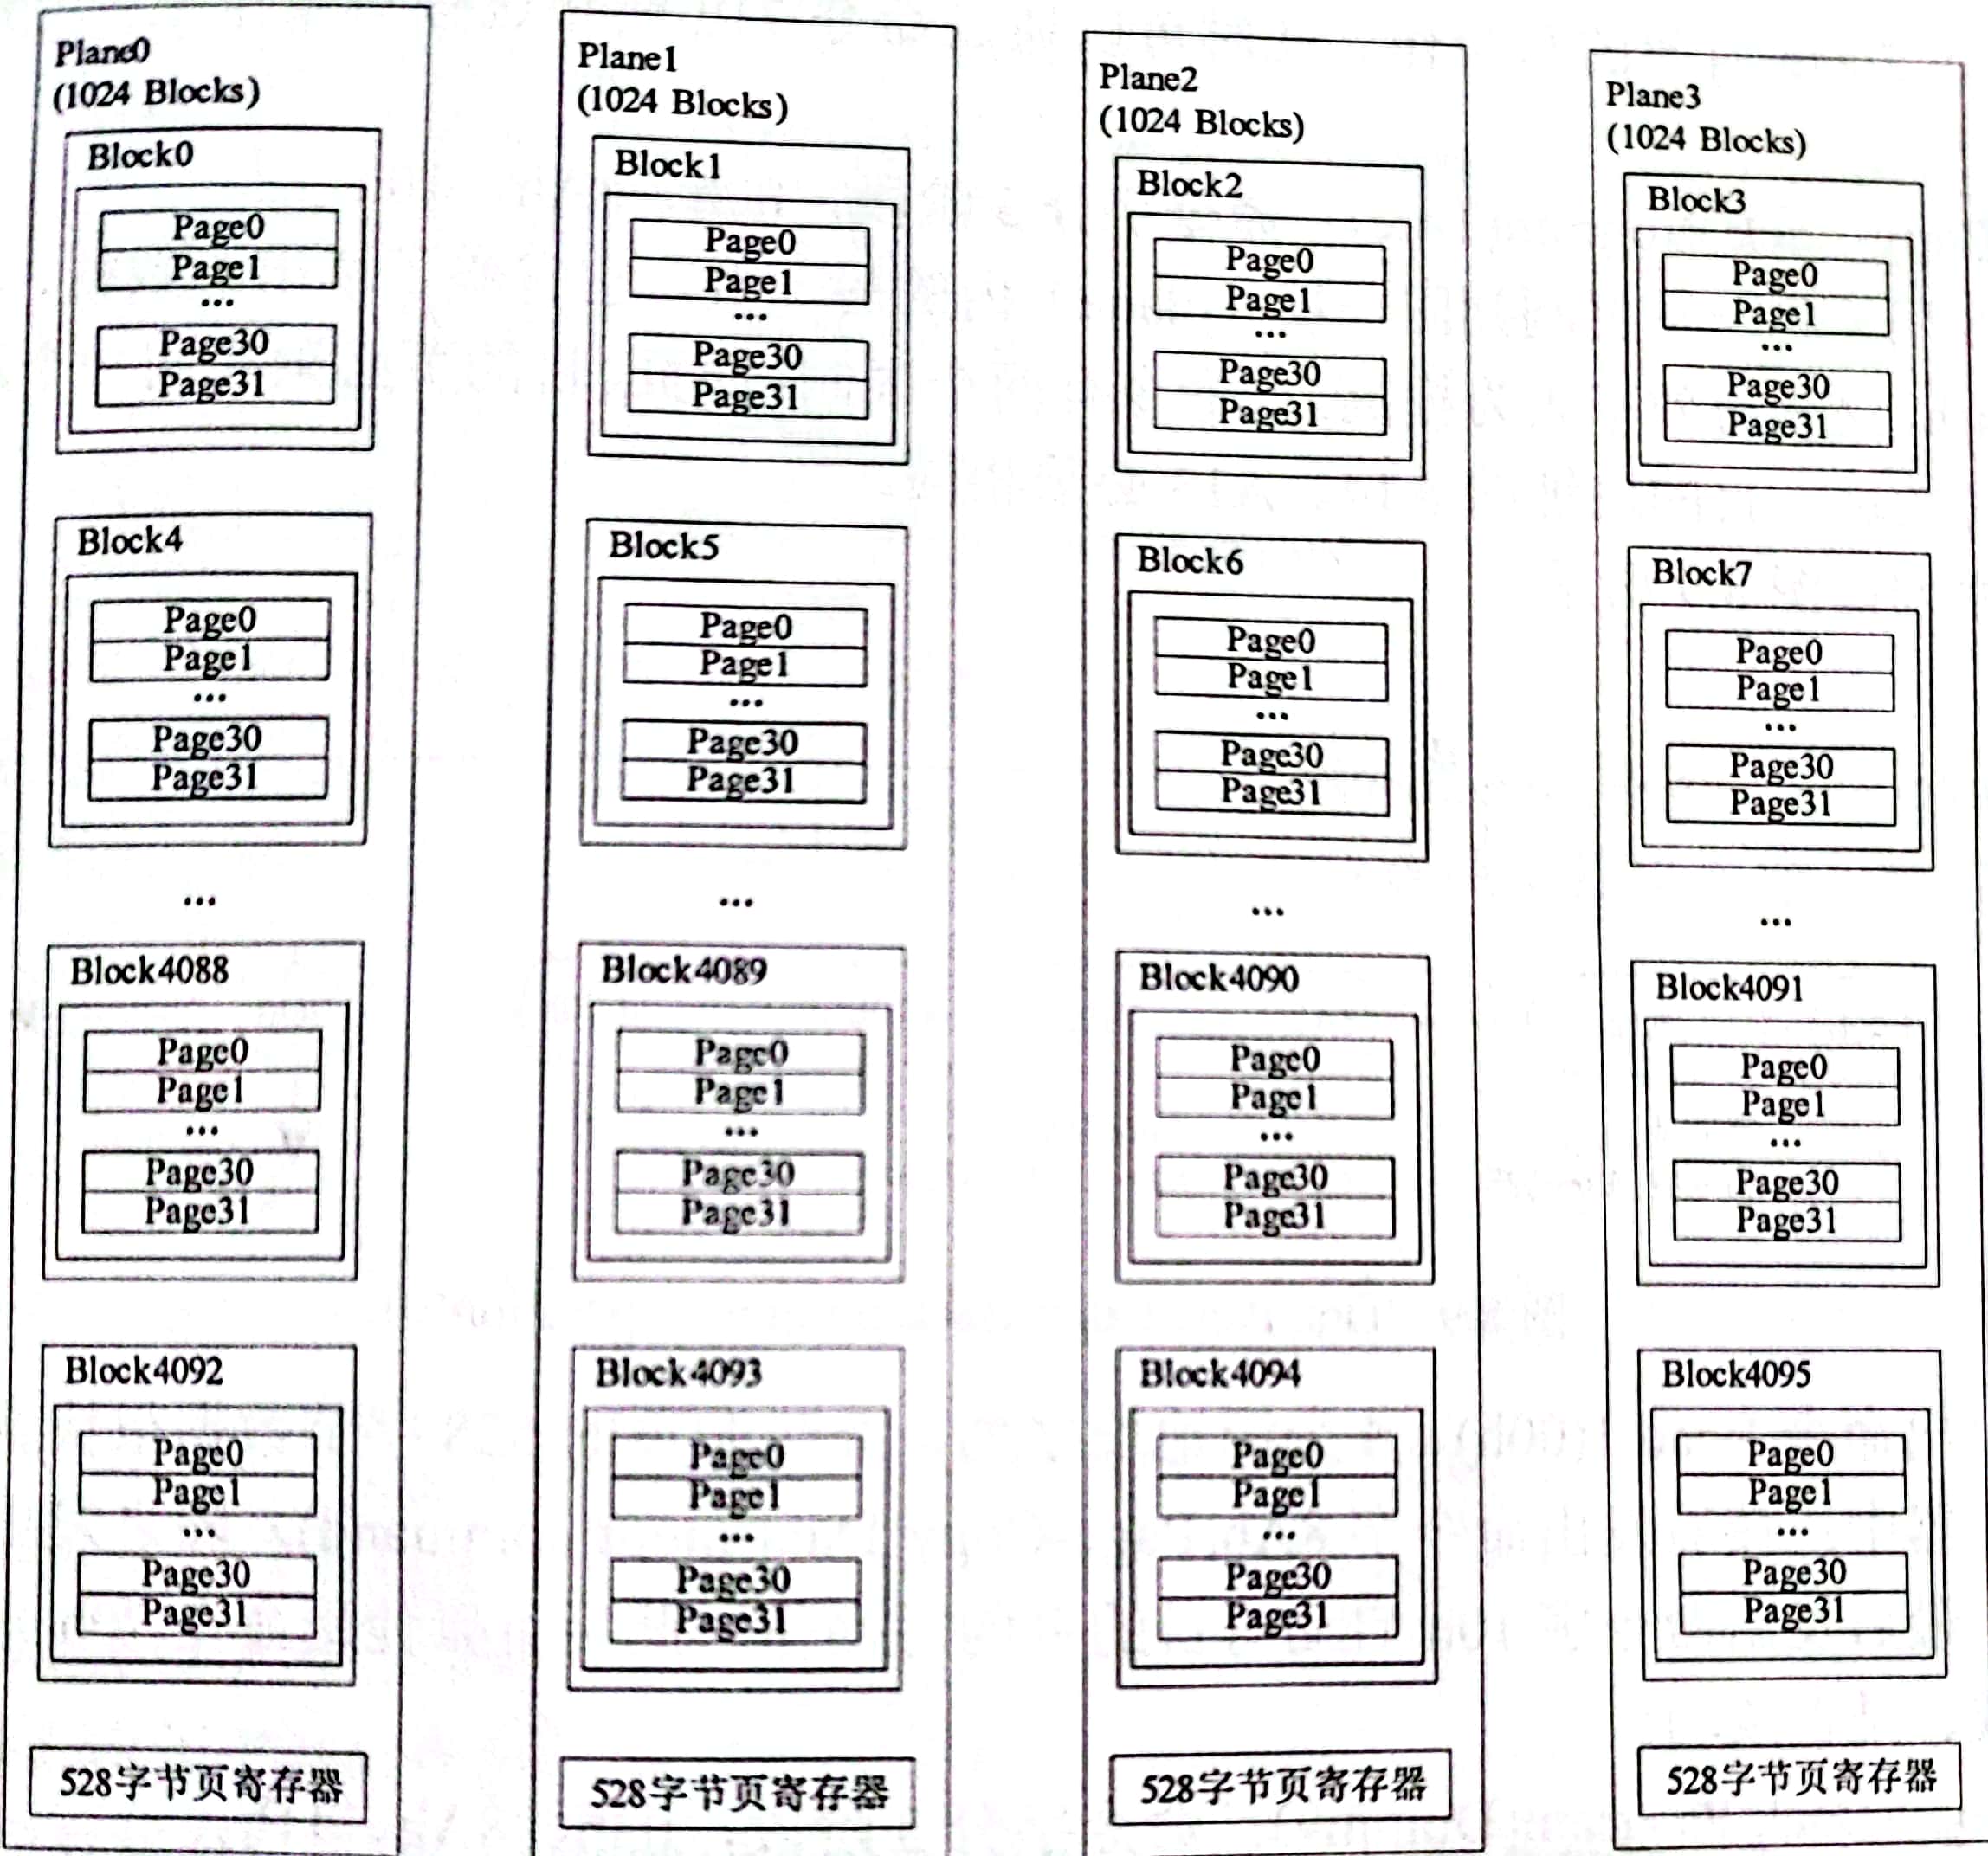 Plane0
(1024 Blocks)
Block0
Page0
Page1
...
Page30
Page31
Block4
Page0
Page1
...
Page30
Page31
...
Block4088
Page0
Page1
...
Page30
Page31
Block4092
Page0
Page1
...
Page30
Page31
528字节页寄存器
Plane1
(1024 Blocks)
Block1
Page0
Page1
...
Page30
Page31
Block5
Page0
Page1
...
Page30
Page31
...
Block4089
Page0
Page1
...
Page30
Page31
Block4093
Page0
Page1
...
Page30
Page31
528字节页寄存器
Plane2
(1024 Blocks)
Block2
Page0
Page1
...
Page30
Page31
Block6
Page0
Page1
...
Page30
Page31
...
Block4090
Page0
Page1
...
Page30
Page31
Block4094
Page0
Page1
...
Page30
Page31
528字节页寄存器
Plane3
(1024 Blocks)
Block3
Page0
Page1
...
Page30
Page31
Block7
Page0
Page1
...
Page30
Page31
...
Block4091
Page0
Page1
...
Page30
Page31
Block4095
Page0
Page1
...
Page30
Page31
528字节页寄存器